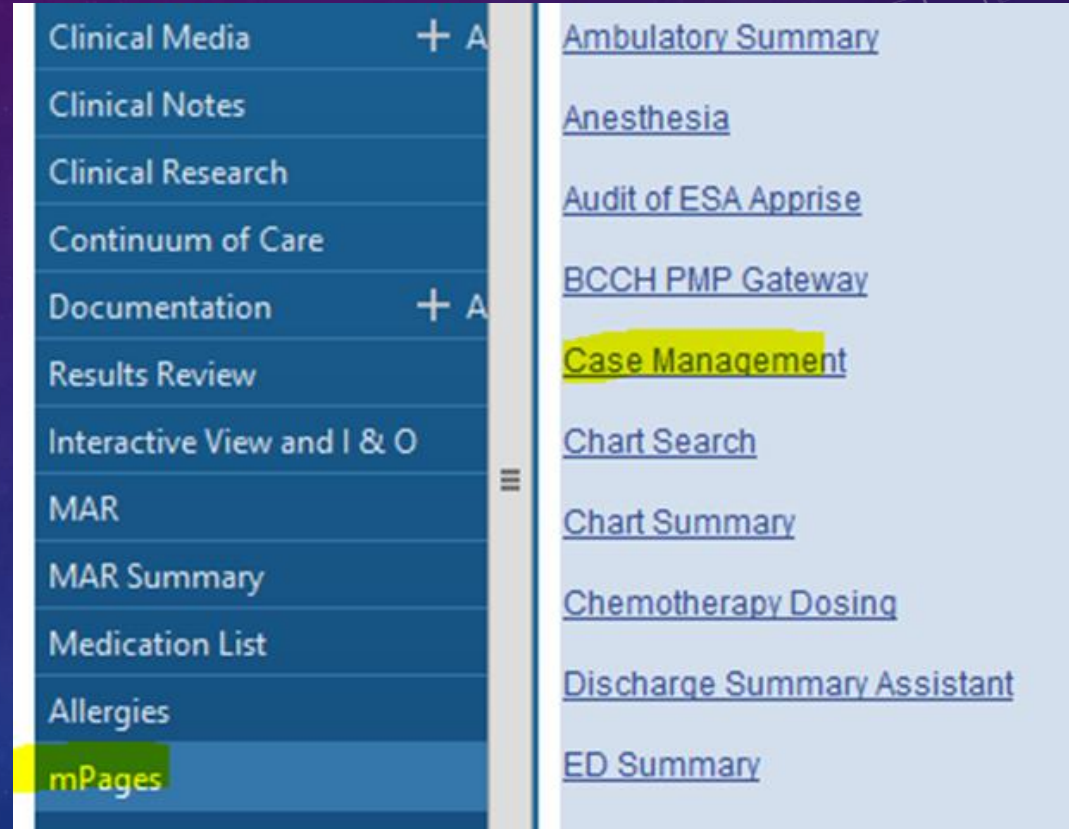 Clinical Media + A
Clinical Notes
Clinical Research
Continuum of Care
Documentation + A
Results Review
Interactive View and I & O
MAR
MAR Summary
Medication List
Allergies
mPages
Ambulatory Summary
Anesthesia
Audit of ESA Apprise
BCCH PMP Gateway
Case Management
Chart Search
Chart Summary
Chemotherapy Dosing
Discharge Summary Assistant
ED Summary